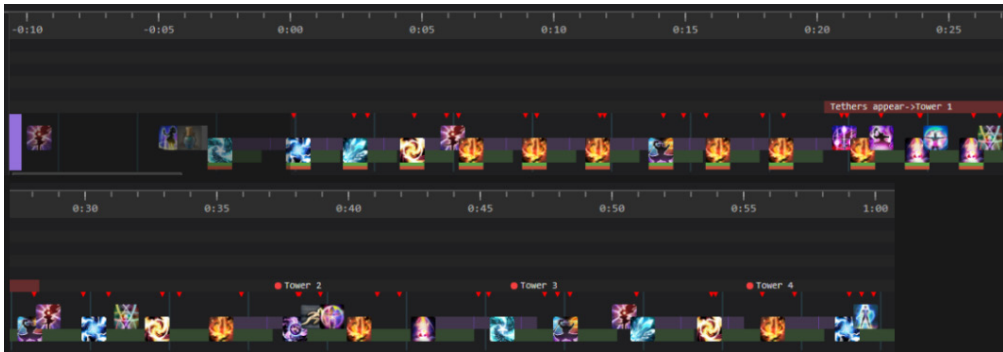 -0:10 -0:05 0:00 0:05 0:10 0:15 0:20 0:25
Tethers appear->Tower 1
0:30 0:35 0:40 0:45 0:50 0:55 1:00
Tower 2 Tower 3 Tower 4